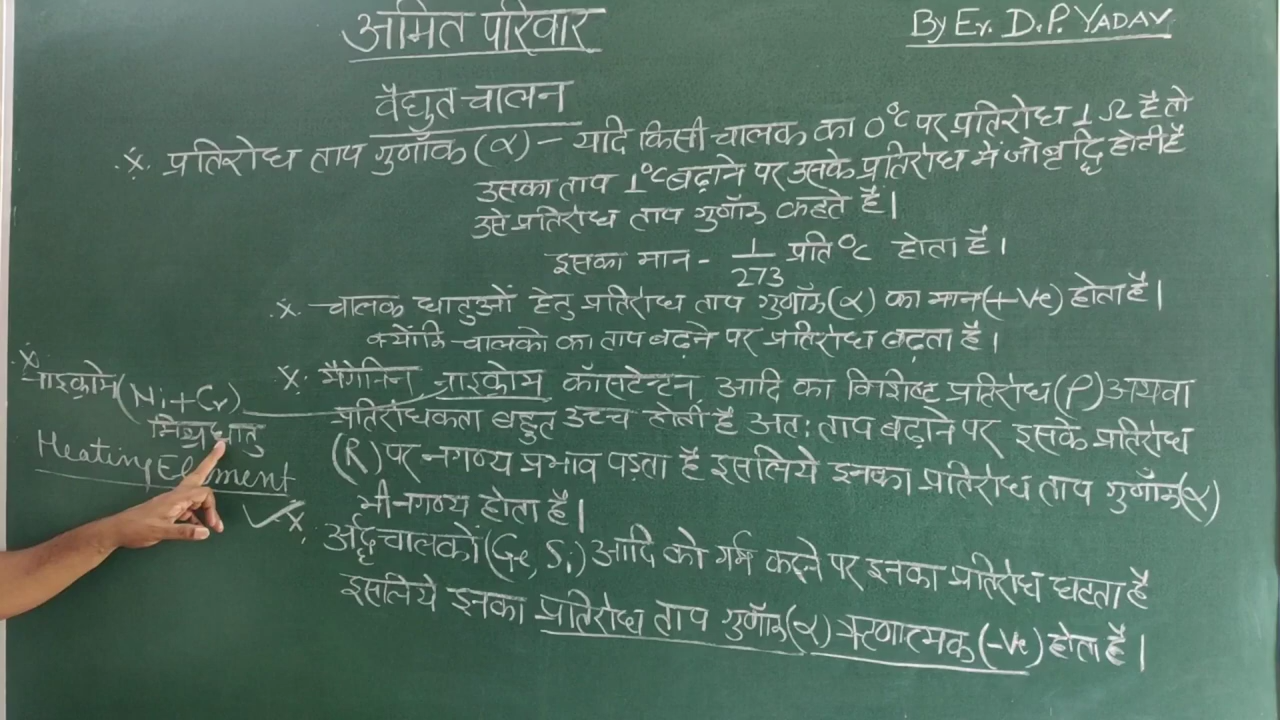 अमित परिवार
By Er. D.P. YADAV
वैद्युत चालन
※ प्रतिरोध ताप गुणाँक (α) – यदि किसी चालक का 0°C पर प्रतिरोध 1 Ω है तो
उसका ताप 1°C बढ़ाने पर उसके प्रतिरोध में जो बृद्धि होती है
उसे प्रतिरोध ताप गुणाँक कहते है।
इसका मान - 1/273 प्रति °C होता है।
※ चालक धातुओं हेतु प्रतिरोध ताप गुणाँक (α) का मान (+Ve) होता है।
क्योंकि चालको का ताप बढ़ने पर प्रतिरोध बढ़ता है।
※ मैगेनिन, नाइक्रोम कॉसटेन्टेन, आदि का विशिष्ट प्रतिरोध (ρ) अथवा
प्रतिरोधकता बहुत उच्च होती है अतः ताप बढ़ाने पर इसके प्रतिरोध
(R) पर नगण्य प्रभाव पड़ता है इसलिये इनका प्रतिरोध ताप गुणाँक (α)
भी नगण्य होता है।
※ नाइक्रोम (Ni + Cr)
मिश्रधातु
Heating Element
✓※ अर्द्धचालकों (Ge, Si) आदि को गर्म करने पर इनका प्रतिरोध घटता है
इसलिये इनका प्रतिरोध ताप गुणाँक (α) ऋणात्मक (-Ve) होता है।